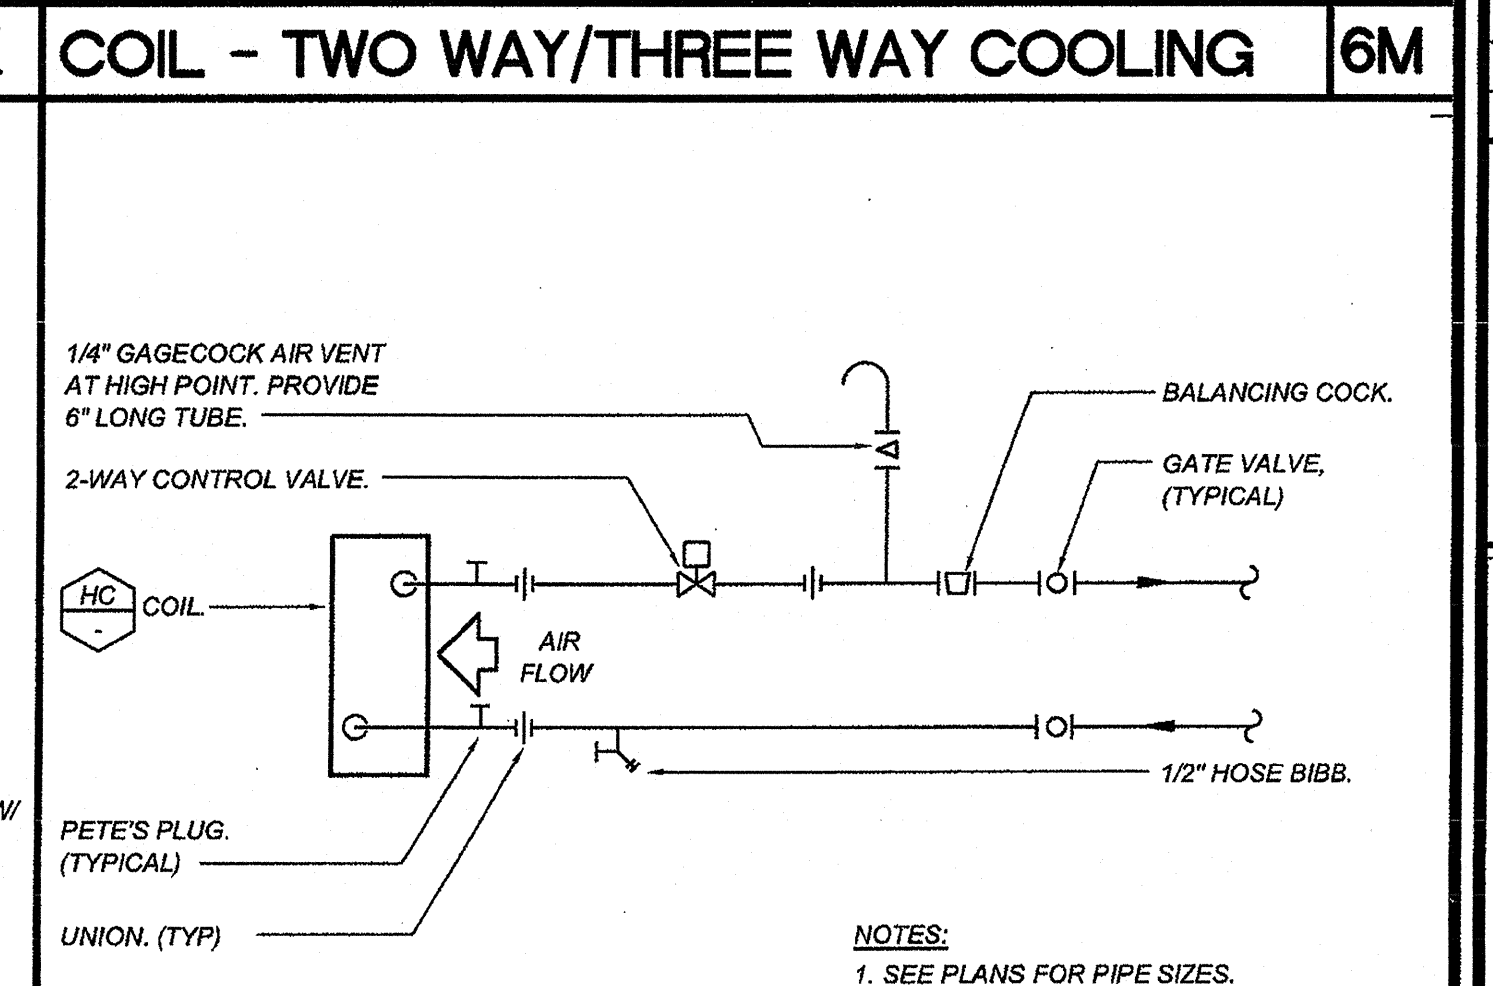 COIL - TWO WAY/THREE WAY COOLING
6M
1/4" GAGECOCK AIR VENT
AT HIGH POINT. PROVIDE
6" LONG TUBE.
BALANCING COCK.
2-WAY CONTROL VALVE.
GATE VALVE,
(TYPICAL)
HC
-
COIL.
AIR
FLOW
1/2" HOSE BIBB.
W/
PETE'S PLUG.
(TYPICAL)
UNION. (TYP)
NOTES:
1. SEE PLANS FOR PIPE SIZES.